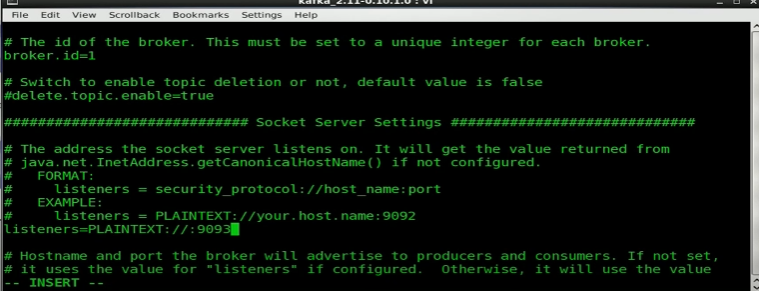 kafka_2.11-0.10.1.0 : vi
File Edit View Scrollback Bookmarks Settings Help
# The id of the broker. This must be set to a unique integer for each broker.
broker.id=1
# Switch to enable topic deletion or not, default value is false
#delete.topic.enable=true
############################# Socket Server Settings #############################
# The address the socket server listens on. It will get the value returned from
# java.net.InetAddress.getCanonicalHostName() if not configured.
#   FORMAT:
#     listeners = security_protocol://host_name:port
#   EXAMPLE:
#     listeners = PLAINTEXT://your.host.name:9092
listeners=PLAINTEXT://:9093
# Hostname and port the broker will advertise to producers and consumers. If not set,
# it uses the value for "listeners" if configured.  Otherwise, it will use the value
-- INSERT --